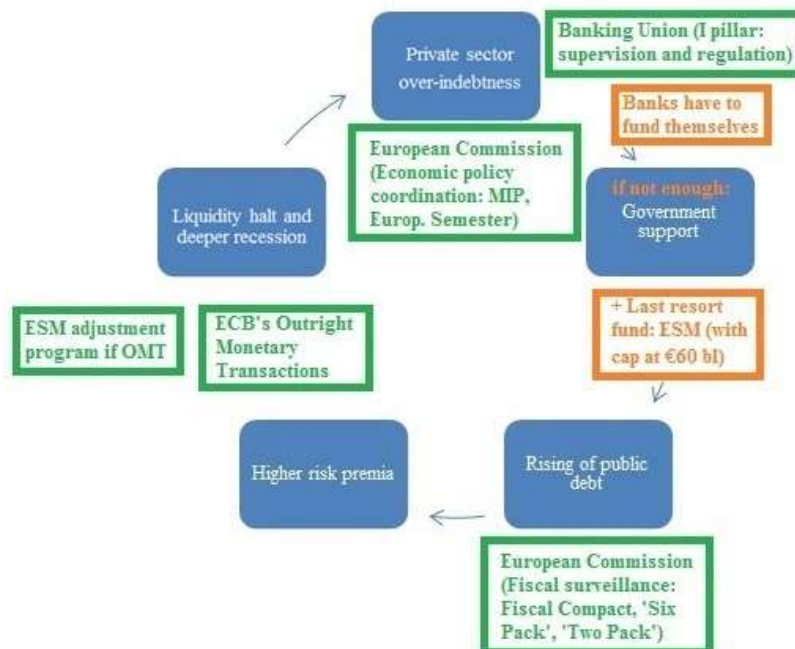 Private sector
over-indebtness
Banking Union (I pillar:
supervision and regulation)
Banks have to
fund themselves
European Commission
(Economic policy
coordination: MIP,
Europ. Semester)
if not enough:
Government
support
Liquidity halt and
deeper recession
+ Last resort
fund: ESM (with
cap at €60 bl)
ESM adjustment
program if OMT
ECB's Outright
Monetary
Transactions
Higher risk premia
Rising of public
debt
European Commission
(Fiscal surveillance:
Fiscal Compact, 'Six
Pack', 'Two Pack')